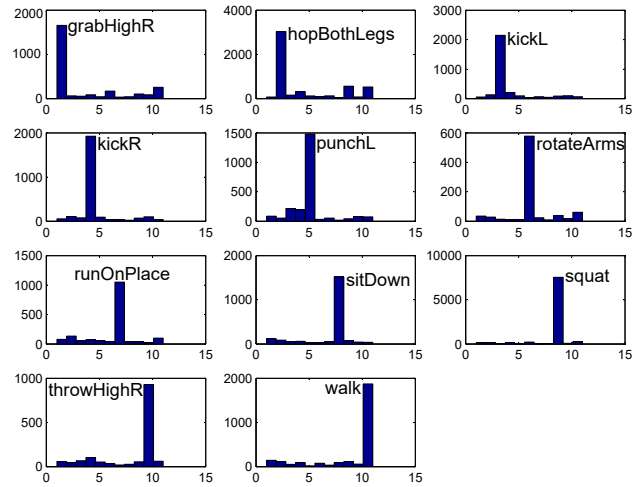 2000
1000
0
0 5 10 15
grabHighR
4000
2000
0
0 5 10 15
hopBothLegs
3000
2000
1000
0
0 5 10 15
kickL
2000
1000
0
0 5 10 15
kickR
1500
1000
500
0
0 5 10 15
punchL
600
400
200
0
0 5 10 15
rotateArms
1500
1000
500
0
0 5 10 15
runOnPlace
2000
1000
0
0 5 10 15
sitDown
10000
5000
0
0 5 10 15
squat
1000
500
0
0 5 10 15
throwHighR
2000
1000
0
0 5 10 15
walk